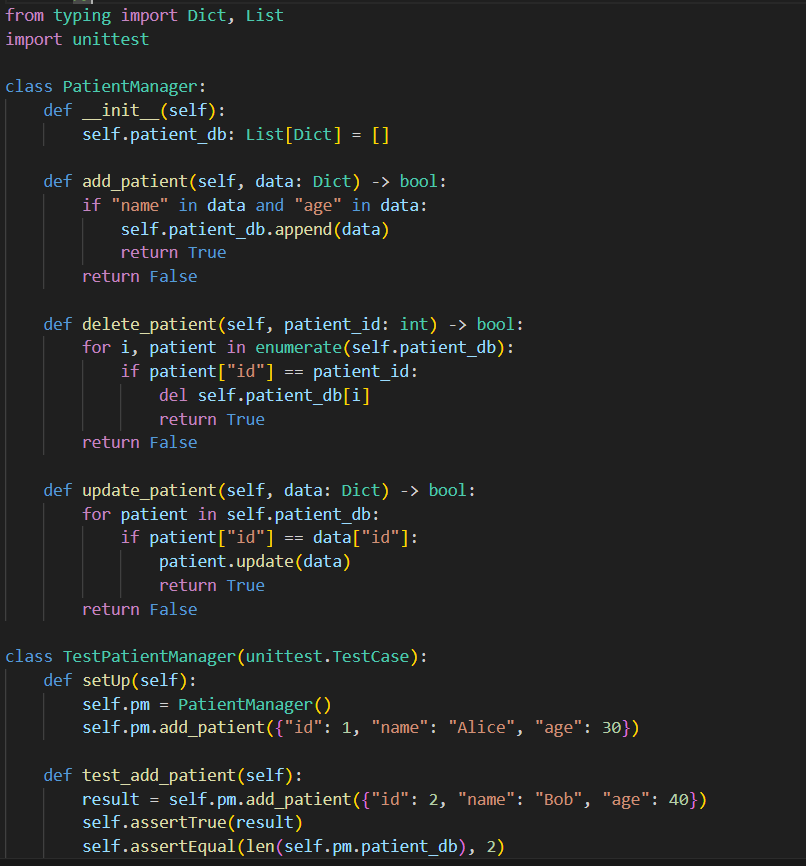 from typing import Dict, List
import unittest

class PatientManager:
    def __init__(self):
        self.patient_db: List[Dict] = []

    def add_patient(self, data: Dict) -> bool:
        if "name" in data and "age" in data:
            self.patient_db.append(data)
            return True
        return False

    def delete_patient(self, patient_id: int) -> bool:
        for i, patient in enumerate(self.patient_db):
            if patient["id"] == patient_id:
                del self.patient_db[i]
                return True
        return False

    def update_patient(self, data: Dict) -> bool:
        for patient in self.patient_db:
            if patient["id"] == data["id"]:
                patient.update(data)
                return True
        return False

class TestPatientManager(unittest.TestCase):
    def setUp(self):
        self.pm = PatientManager()
        self.pm.add_patient({"id": 1, "name": "Alice", "age": 30})

    def test_add_patient(self):
        result = self.pm.add_patient({"id": 2, "name": "Bob", "age": 40})
        self.assertTrue(result)
        self.assertEqual(len(self.pm.patient_db), 2)